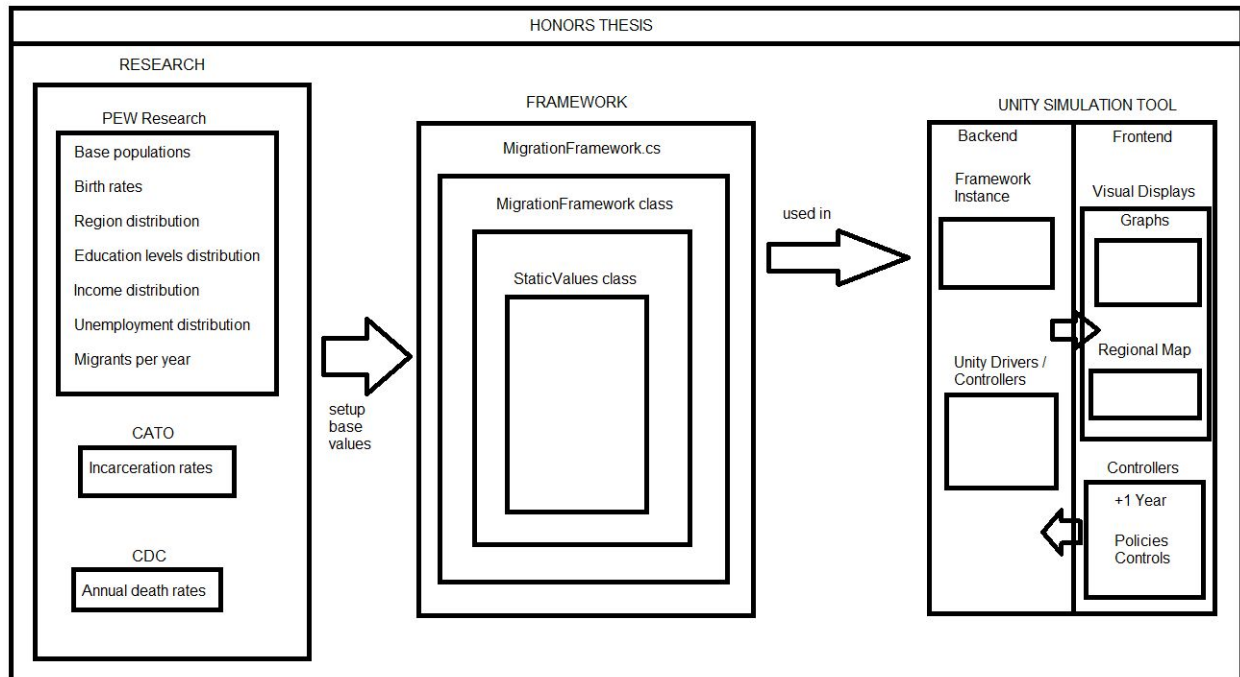 HONORS THESIS
RESEARCH
PEW Research
Base populations
Birth rates
Region distribution
Education levels distribution
Income distribution
Unemployment distribution
Migrants per year
CATO
Incarceration rates
CDC
Annual death rates
setup
base
values
FRAMEWORK
MigrationFramework.cs
MigrationFramework class
StaticValues class
used in
UNITY SIMULATION TOOL
Backend
Framework
Instance
Unity Drivers /
Controllers
Frontend
Visual Displays
Graphs
Regional Map
Controllers
+1 Year
Policies
Controls